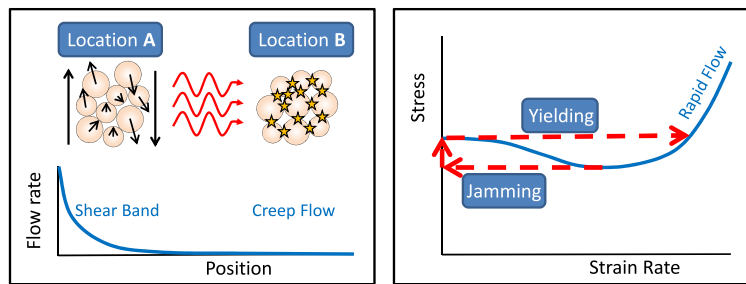 Location A
Location B
Flow rate
Shear Band
Creep Flow
Position
Stress
Yielding
Rapid Flow
Jamming
Strain Rate